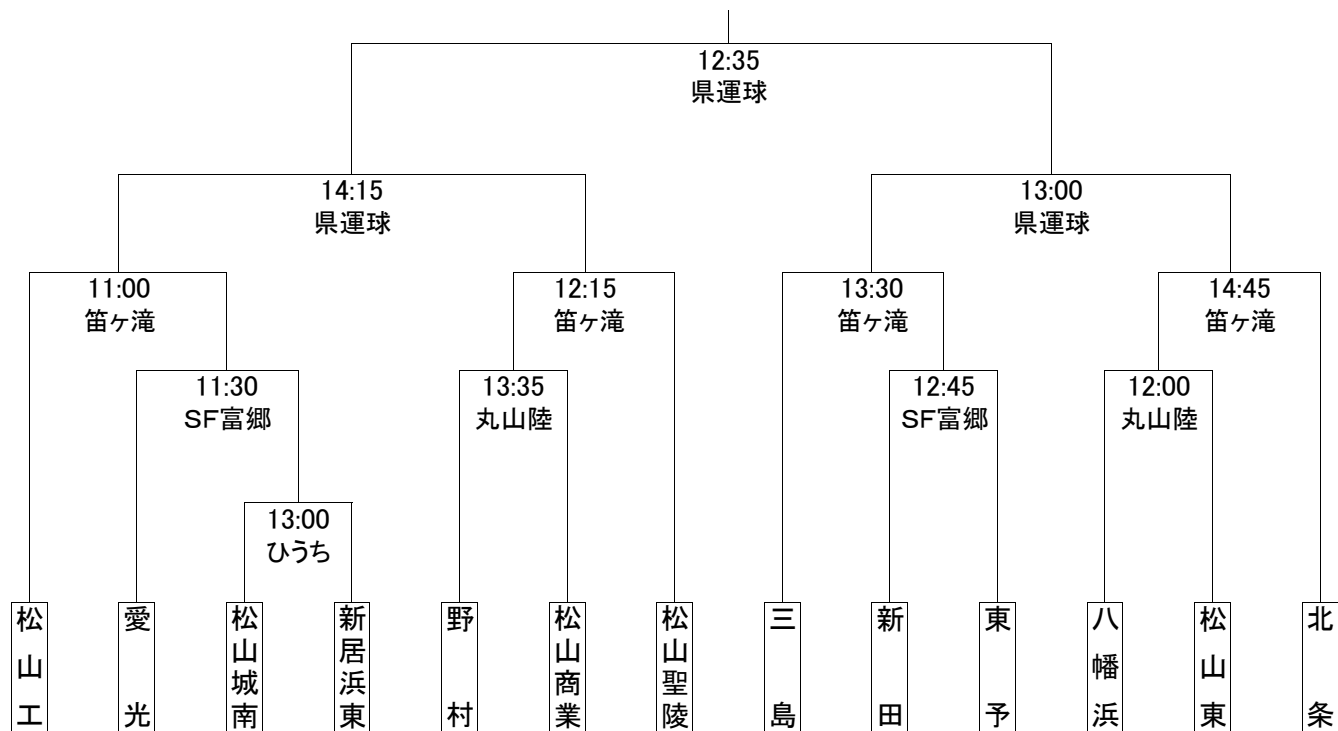 12:35
県運球
14:15
県運球
13:00
県運球
11:00
笛ヶ滝
12:15
笛ヶ滝
13:30
笛ヶ滝
14:45
笛ヶ滝
11:30
SF富郷
13:35
丸山陸
12:45
SF富郷
12:00
丸山陸
13:00
ひうち
松山工
愛光
松山城南
新居浜東
野村
松山商業
松山聖陵
三島
新田
東予
八幡浜
松山東
北条